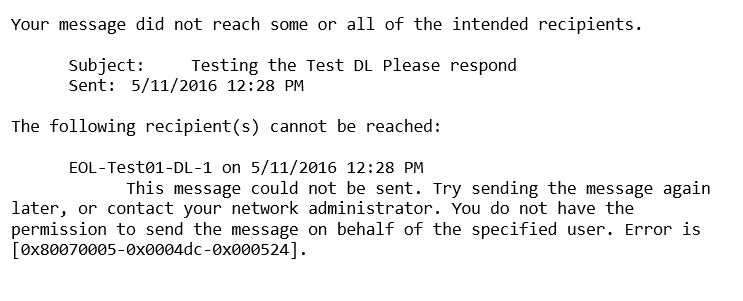 Your message did not reach some or all of the intended recipients.
Subject: Testing the Test DL Please respond
Sent: 5/11/2016 12:28 PM
The following recipient(s) cannot be reached:
EOL-Test01-DL-1 on 5/11/2016 12:28 PM
This message could not be sent. Try sending the message again
later, or contact your network administrator. You do not have the
permission to send the message on behalf of the specified user. Error is
[0x80070005-0x0004dc-0x000524].